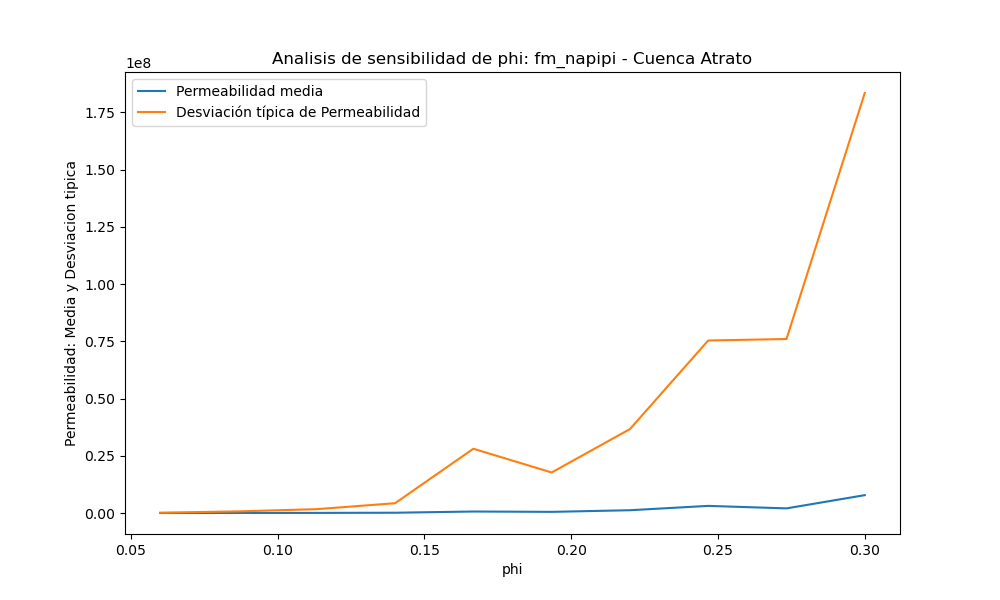 Analisis de sensibilidad de phi: fm_napipi - Cuenca Atrato
1e8
Permeabilidad media
Desviación típica de Permeabilidad
Permeabilidad: Media y Desviacion tipica
1.75
1.50
1.25
1.00
0.75
0.50
0.25
0.00
0.05 0.10 0.15 0.20 0.25 0.30
phi